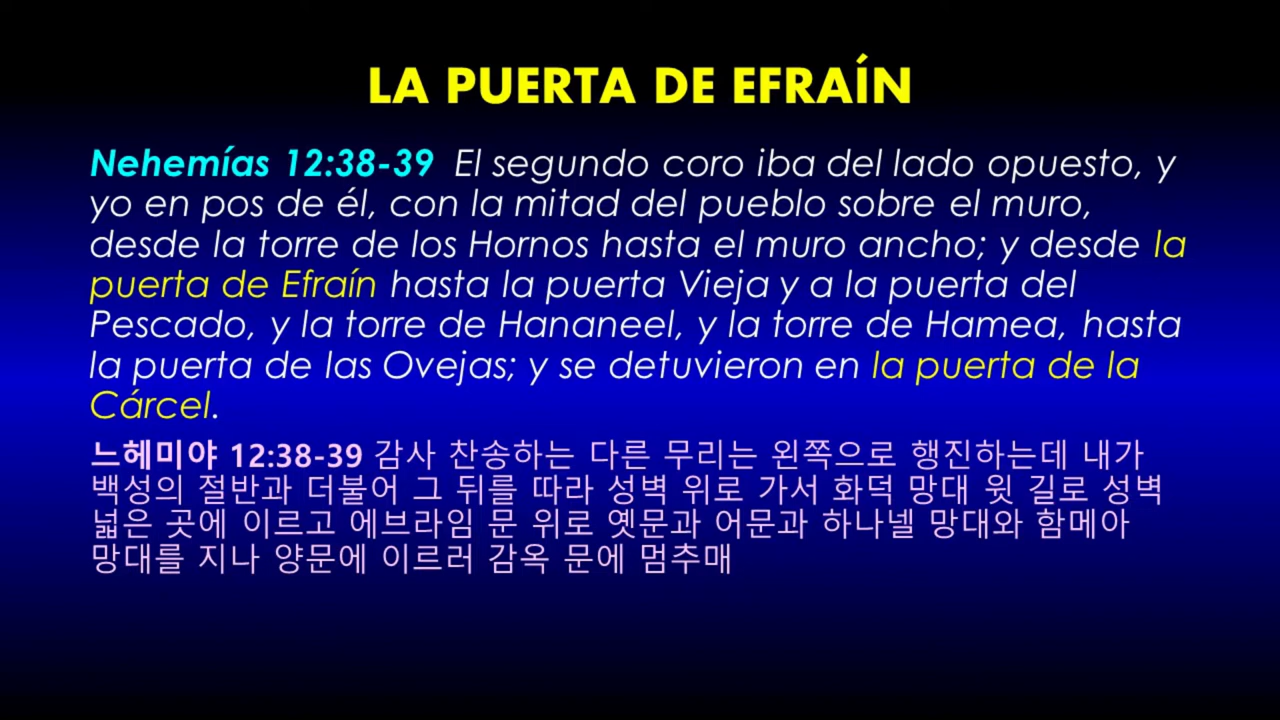 LA PUERTA DE EFRAÍN
Nehemías 12:38-39 El segundo coro iba del lado opuesto, y
yo en pos de él, con la mitad del pueblo sobre el muro,
desde la torre de los Hornos hasta el muro ancho; y desde la
puerta de Efraín hasta la puerta Vieja y a la puerta del
Pescado, y la torre de Hananeel, y la torre de Hamea, hasta
la puerta de las Ovejas; y se detuvieron en la puerta de la
Cárcel.
느헤미야 12:38-39 감사 찬송하는 다른 무리는 왼쪽으로 행진하는데 내가
백성의 절반과 더불어 그 뒤를 따라 성벽 위로 가서 화덕 망대 윗 길로 성벽
넓은 곳에 이르고 에브라임 문 위로 옛문과 어문과 하나넬 망대와 함메아
망대를 지나 양문에 이르러 감옥 문에 멈추매